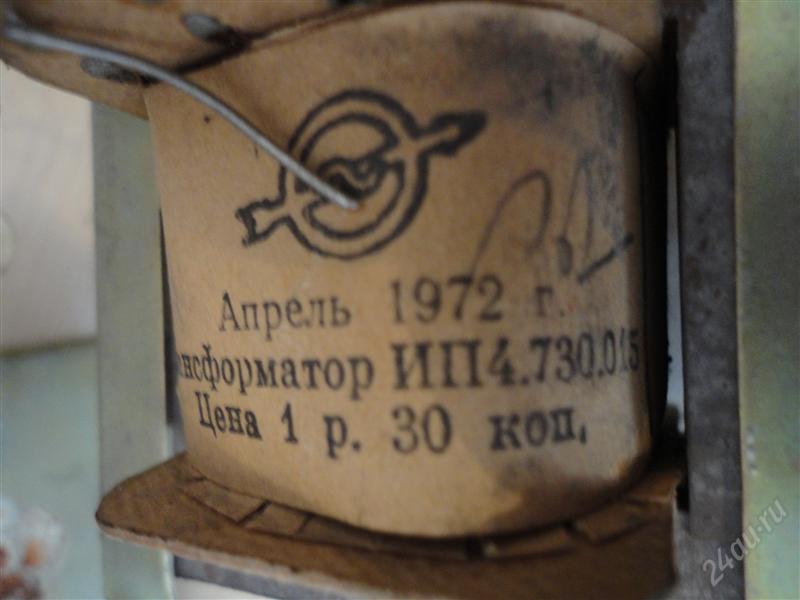 Апрель 1972 г.
нсформатор ИП4.730.015
Цена 1 р. 30 коп.
24au.ru